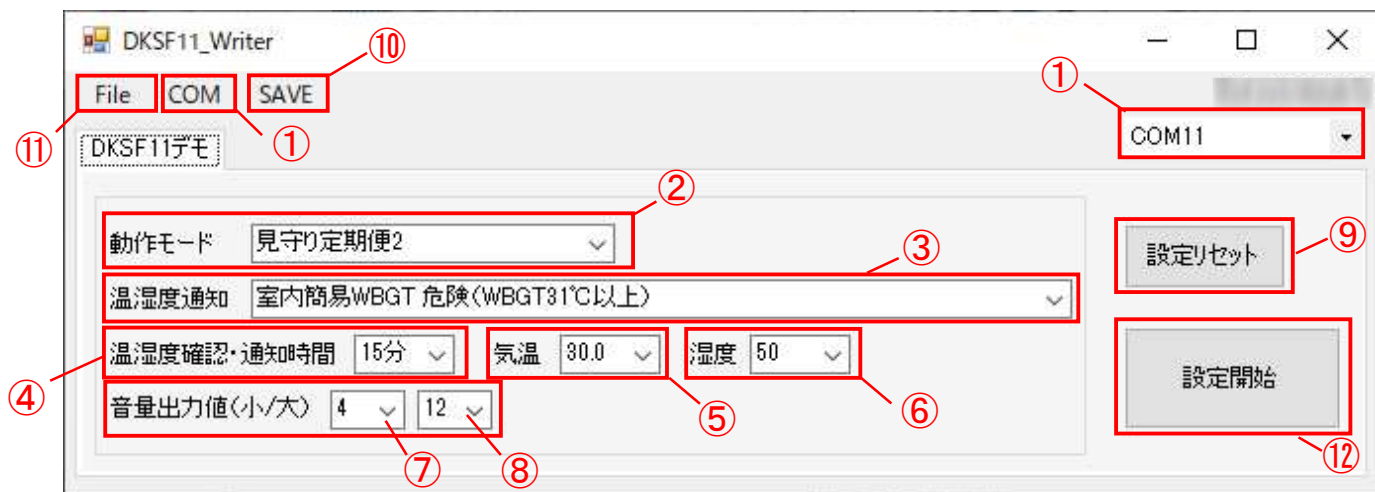 DKSF11_Writer
⑩
File COM SAVE
①
⑪
①
COM11
DKSF11デモ
②
動作モード 見守り定期便2
③
⑨
設定リセット
温湿度通知 室内簡易WBGT 危険(WBGT31℃以上)
④
温湿度確認・通知時間 15分 気温 30.0 湿度 50
設定開始
音量出力値(小/大) 4 12
⑤
⑥
⑦
⑧
⑫